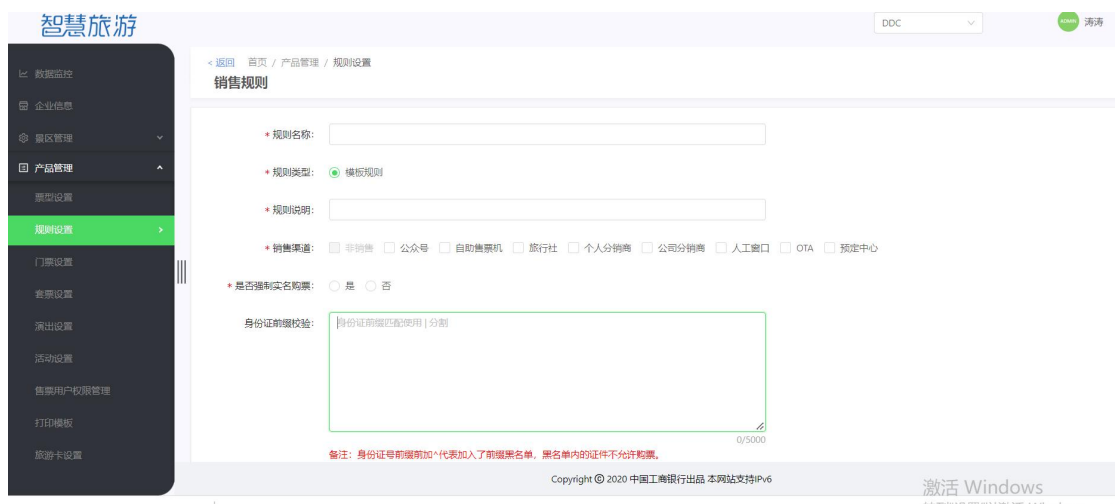 智慧旅游
DDC
ADMIN 涛涛
数据监控
企业信息
景区管理
产品管理
票型设置
规则设置
门票设置
套票设置
演出设置
活动设置
售票用户权限管理
打印模板
旅游卡设置
< 返回 首页 / 产品管理 / 规则设置
销售规则
* 规则名称:
* 规则类型: 模板规则
* 规则说明:
* 销售渠道: 非销售 公众号 自助售票机 旅行社 个人分销商 公司分销商 人工窗口 OTA 预定中心
* 是否强制实名购票: 是 否
身份证前缀校验: 身份证前缀匹配使用 | 分割
0/5000
备注：身份证号前缀前加^代表加入了前缀黑名单，黑名单内的证件不允许购票。
Copyright © 2020 中国工商银行出品 本网站支持IPv6
激活 Windows